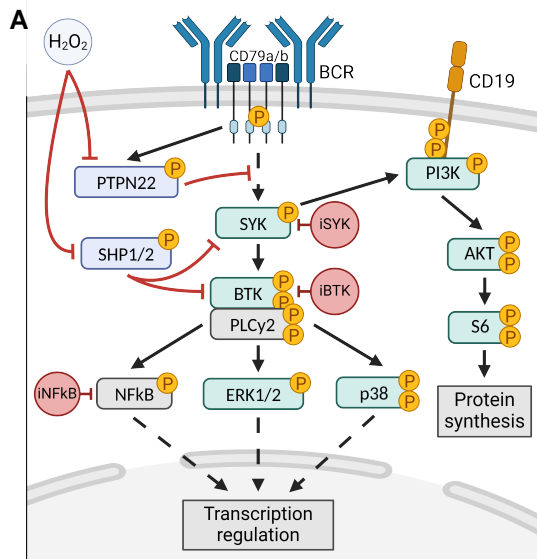 A
H₂O₂
CD79a/b
BCR
CD19
P
P
P
P
PTPN22
P
PI3K
P
SYK
iSYK
P
SHP1/2
P
AKT
P
P
BTK
P
iBTK
P
PLCy2
P
P
S6
P
iNFkB
NFkB
P
ERK1/2
P
p38
P
P
Protein
synthesis
Transcription
regulation